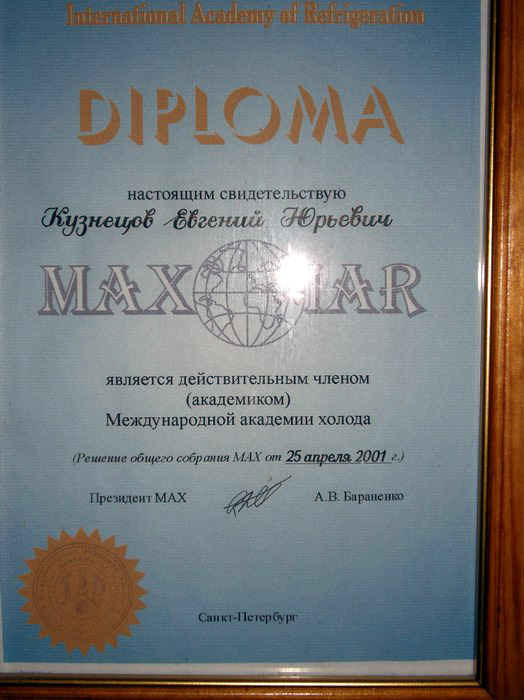 International Academy of Refrigeration
DIPLOMA
настоящим свидетельствую
Кузнецов Евгений Юрьевич
МАХ IAR
является действительным членом
(академиком)
Международной академии холода
(Решение общего собрания МАХ от 25 апреля 2001 г.)
Президент МАХ А.В. Бараненко
Санкт-Петербург